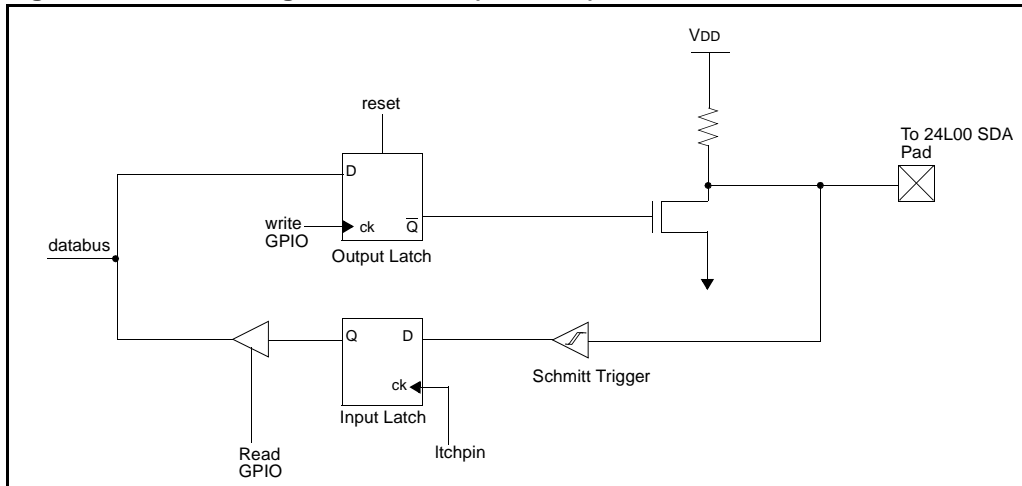 VDD
reset
To 24L00 SDA
Pad
D
write
GPIO
ck
Q
databus
Output Latch
Q
D
Schmitt Trigger
ck
Input Latch
Read
GPIO
ltchpin